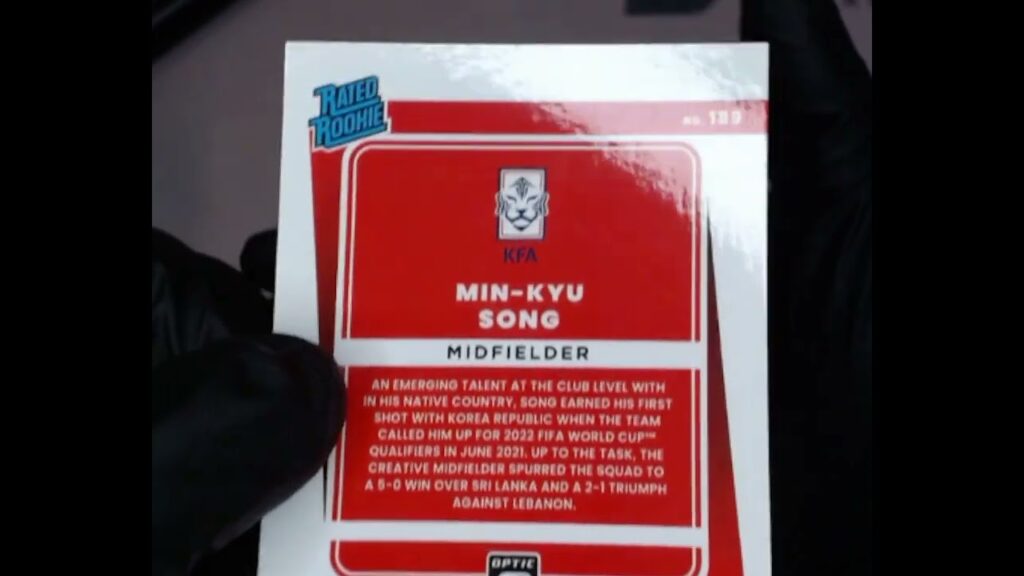 RATED
ROOKIE
NO. 189
KFA
MIN-KYU
SONG
MIDFIELDER
AN EMERGING TALENT AT THE CLUB LEVEL WITH
IN HIS NATIVE COUNTRY, SONG EARNED HIS FIRST
SHOT WITH KOREA REPUBLIC WHEN THE TEAM
CALLED HIM UP FOR 2022 FIFA WORLD CUP™
QUALIFIERS IN JUNE 2021. UP TO THE TASK, THE
CREATIVE MIDFIELDER SPURRED THE SQUAD TO
A 5-0 WIN OVER SRI LANKA AND A 2-1 TRIUMPH
AGAINST LEBANON.
OPTIC